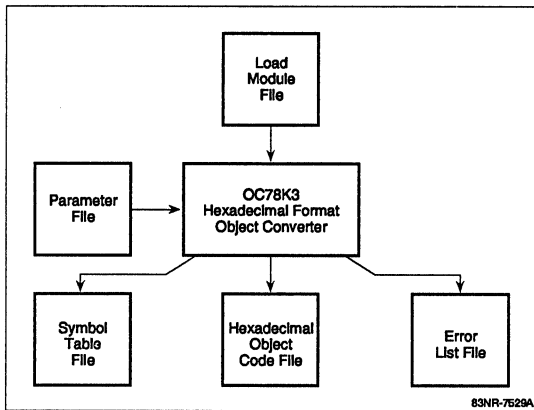 Load
Module
File
Parameter
File
OC78K3
Hexadecimal Format
Object Converter
Symbol
Table
File
Hexadecimal
Object
Code File
Error
List File
83NR-7529A